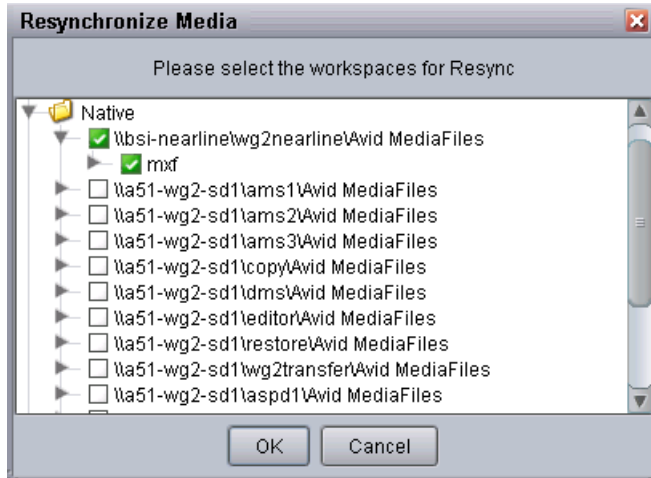 Resynchronize Media
Please select the workspaces for Resync
Native
\\bsi-nearline\wg2nearline\Avid MediaFiles
mxf
\\a51-wg2-sd1\ams1\Avid MediaFiles
\\a51-wg2-sd1\ams2\Avid MediaFiles
\\a51-wg2-sd1\ams3\Avid MediaFiles
\\a51-wg2-sd1\copy\Avid MediaFiles
\\a51-wg2-sd1\dms\Avid MediaFiles
\\a51-wg2-sd1\editor\Avid MediaFiles
\\a51-wg2-sd1\restore\Avid MediaFiles
\\a51-wg2-sd1\wg2transfer\Avid MediaFiles
\\a51-wg2-sd1\aspd1\Avid MediaFiles
OK Cancel